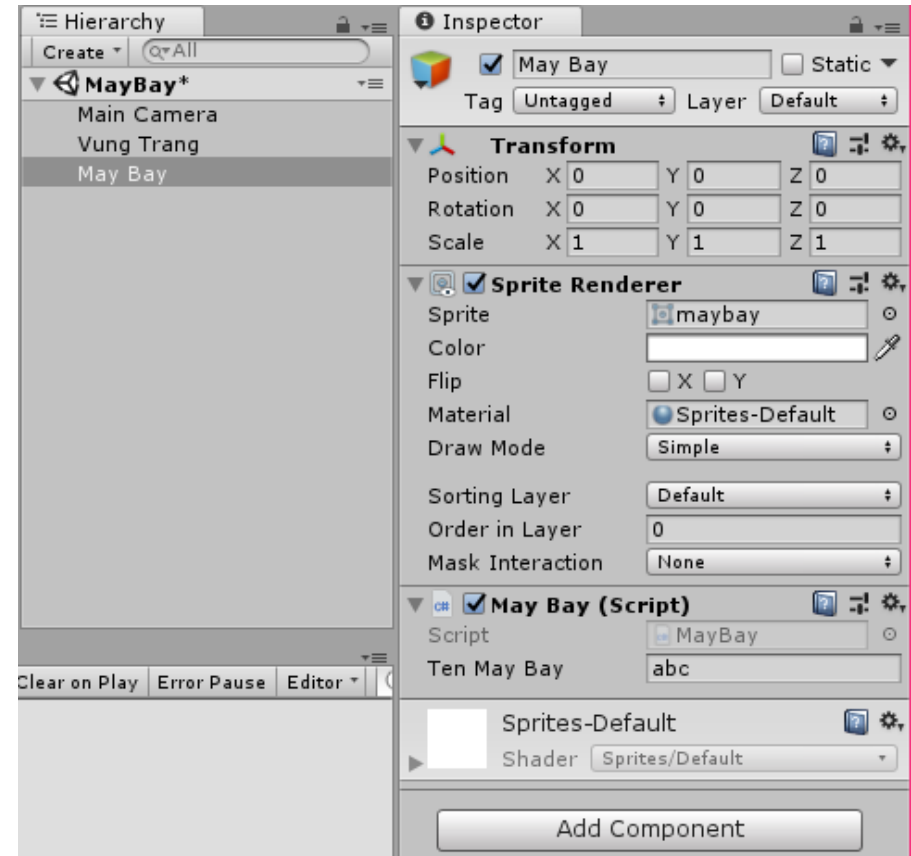 Hierarchy
Create
All
MayBay*
Main Camera
Vung Trang
May Bay
Clear on Play Error Pause Editor
Inspector
May Bay Static
Tag Untagged Layer Default
Transform
Position X 0 Y 0 Z 0
Rotation X 0 Y 0 Z 0
Scale X 1 Y 1 Z 1
Sprite Renderer
Sprite maybay
Color
Flip X Y
Material Sprites-Default
Draw Mode Simple
Sorting Layer Default
Order in Layer 0
Mask Interaction None
C# May Bay (Script)
Script MayBay
Ten May Bay abc
Sprites-Default
Shader Sprites/Default
Add Component